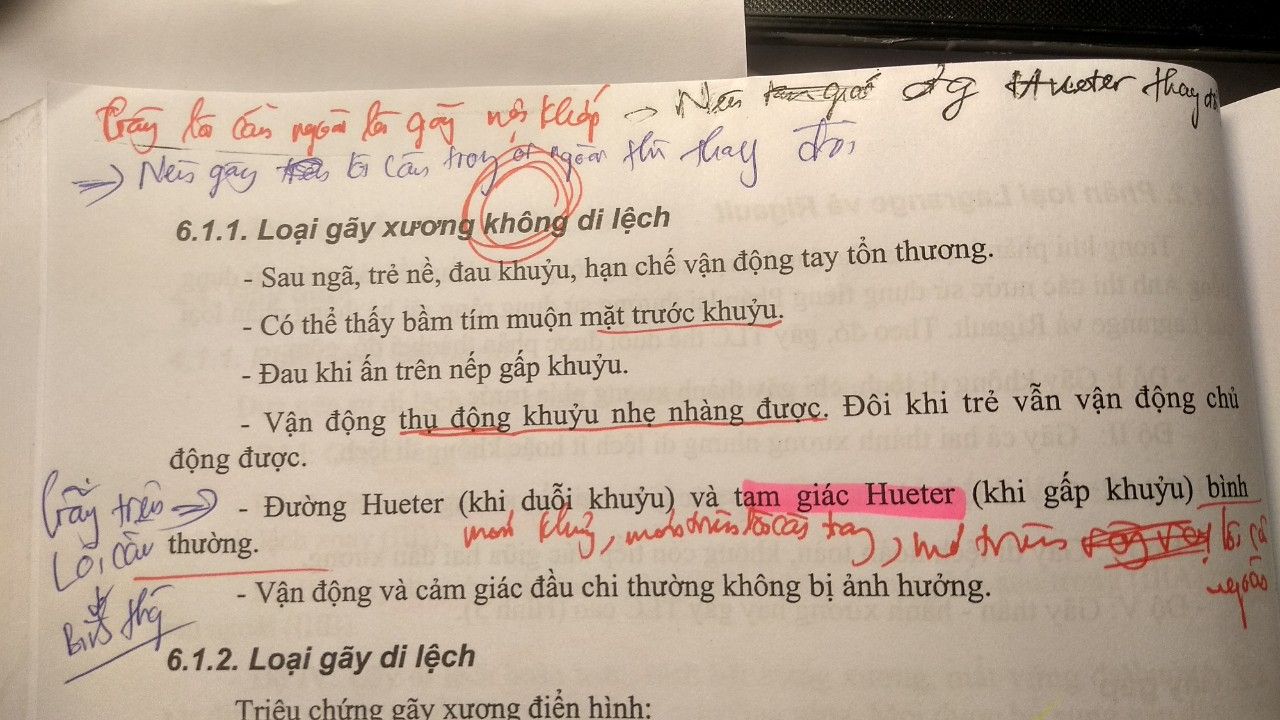 Gãy lồi cầu ngoài là gãy nội khớp → Nên đg Hueter thay đổi
⇒ Nếu gãy lồi cầu trong or ngoài thì thay đổi
6.1.1. Loại gãy xương không di lệch
- Sau ngã, trẻ nề, đau khuỷu, hạn chế vận động tay tổn thương.
- Có thể thấy bầm tím muộn mặt trước khuỷu.
- Đau khi ấn trên nếp gấp khuỷu.
- Vận động thụ động khuỷu nhẹ nhàng được. Đôi khi trẻ vẫn vận động chủ
động được.
Gãy trên ⇒
- Đường Hueter (khi duỗi khuỷu) và tam giác Hueter (khi gấp khuỷu) bình
mỏm khuỷu, mỏm trên lồi cầu trong, mỏm trên lồi cầu
ngoài
Lồi cầu
thường.
Bình thg
- Vận động và cảm giác đầu chi thường không bị ảnh hưởng.
6.1.2. Loại gãy di lệch
Triệu chứng gãy xương điển hình: